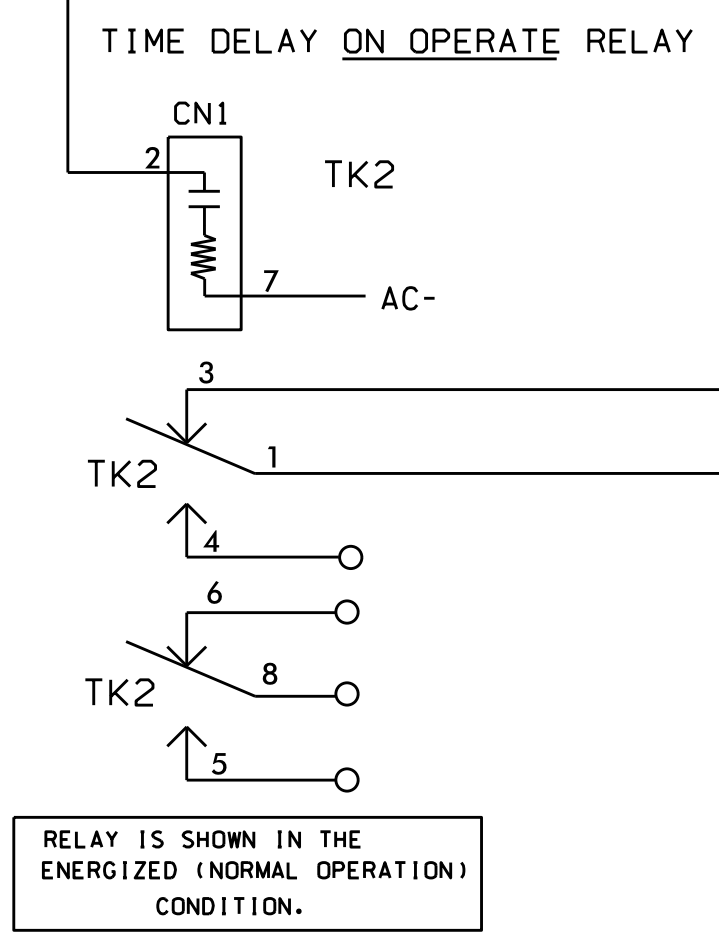 TIME DELAY ON OPERATE RELAY
CN1
2
TK2
7
AC-
3
1
TK2
4
6
8
TK2
5
RELAY IS SHOWN IN THE
ENERGIZED (NORMAL OPERATION)
CONDITION.